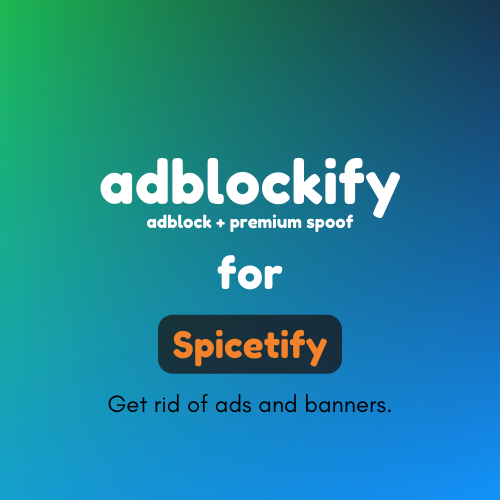 adblockify
adblock + premium spoof
for
Spicetify
Get rid of ads and banners.